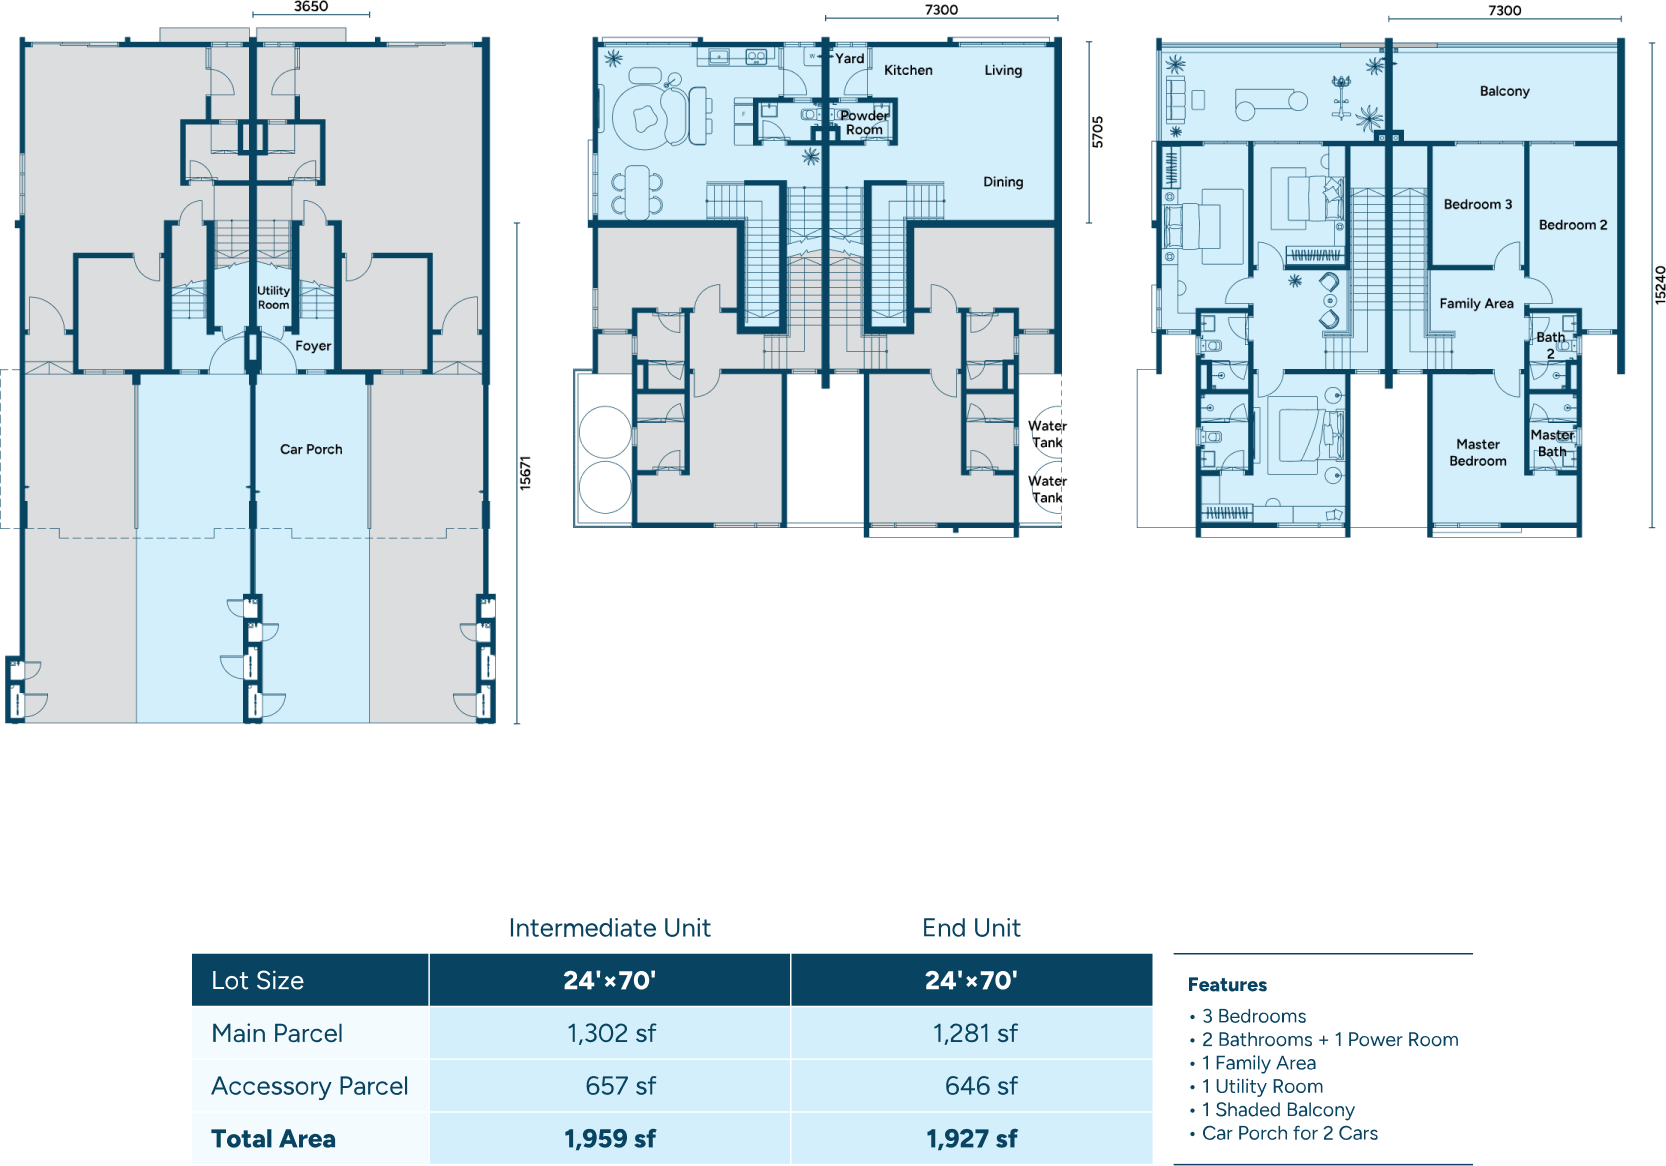 3650
7300
7300
Yard
Kitchen
Living
Balcony
W
F
Powder
Room
5705
Dining
Bedroom 3
Bedroom 2
Utility
Room
Family Area
15240
Foyer
Bath
2
Car Porch
Water
Tank
Master
Bedroom
Master
Bath
15671
Water
Tank
Intermediate Unit
End Unit
Lot Size
24'×70'
24'×70'
Main Parcel
1,302 sf
1,281 sf
Accessory Parcel
657 sf
646 sf
Total Area
1,959 sf
1,927 sf
Features
• 3 Bedrooms
• 2 Bathrooms + 1 Power Room
• 1 Family Area
• 1 Utility Room
• 1 Shaded Balcony
• Car Porch for 2 Cars